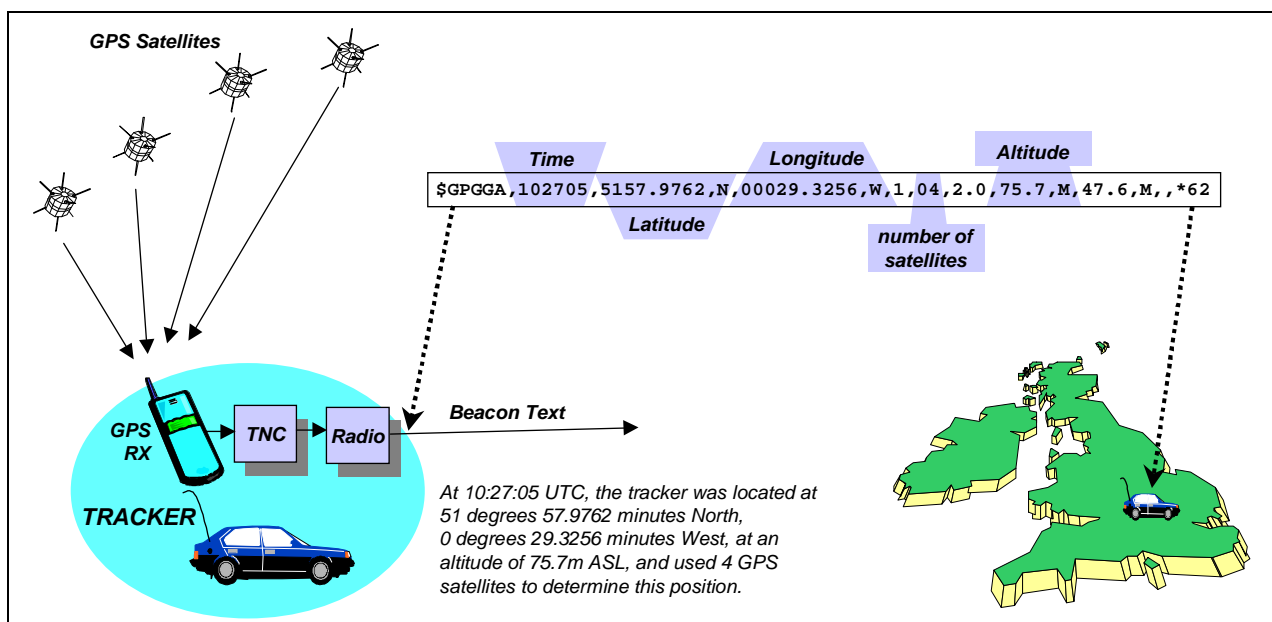 GPS Satellites
Time
Longitude
Altitude
$GPGGA,102705,5157.9762,N,00029.3256,W,1,04,2.0,75.7,M,47.6,M,,*62
Latitude
number of
satellites
GPS
RX
TNC
Radio
Beacon Text
TRACKER
At 10:27:05 UTC, the tracker was located at
51 degrees 57.9762 minutes North,
0 degrees 29.3256 minutes West, at an
altitude of 75.7m ASL, and used 4 GPS
satellites to determine this position.